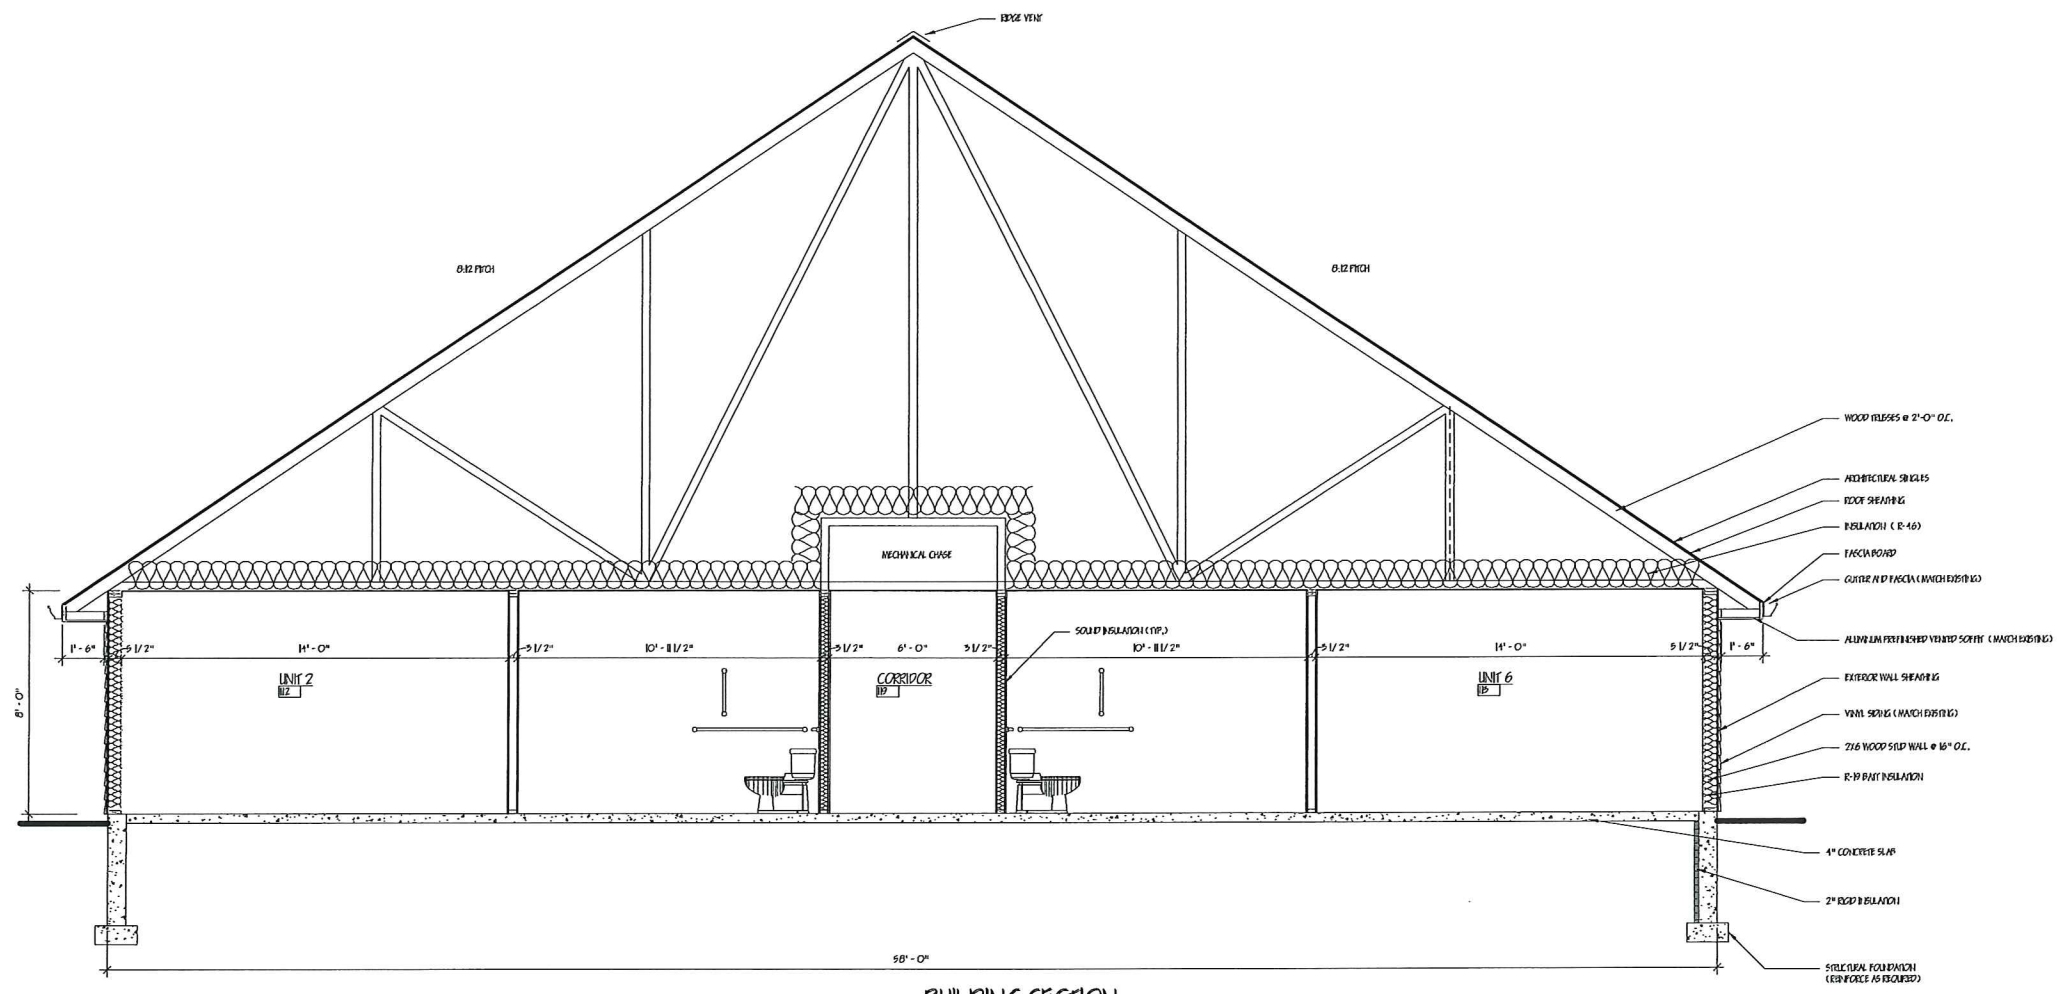 RIDGE VENT
8:12 PITCH
8:12 PITCH
WOOD TRUSSES @ 2'-0" O.C.
ARCHITECTURAL SINGLES
ROOF SHEATHING
INSULATION ( R-46)
FASCIA BOARD
GUTTER AND FASCIA ( MATCH EXISTING)
ALUMINUM PREFINISHED VENTED SOFFIT ( MATCH EXISTING)
MECHANICAL CHASE
SOUND INSULATION (TYP.)
1' - 6" 5 1/2" 14' - 0" 3 1/2" 10' - 11 1/2" 3 1/2" 6' - 0" 3 1/2" 10' - 11 1/2" 3 1/2" 14' - 0" 5 1/2" 1' - 6"
8' - 0"
UNIT 2
112
CORRIDOR
119
UNIT 6
EXTERIOR WALL SHEATHING
VINYL SIDING ( MATCH EXISTING)
2X6 WOOD STUD WALL @ 16" O.C.
R-19 BATT INSULATION
4" CONCRETE SLAB
2" RIGID INSULATION
58' - 0"
STRUCTURAL FOUNDATION
(REINFORCE AS REQUIRED)
BUILDING SECTION